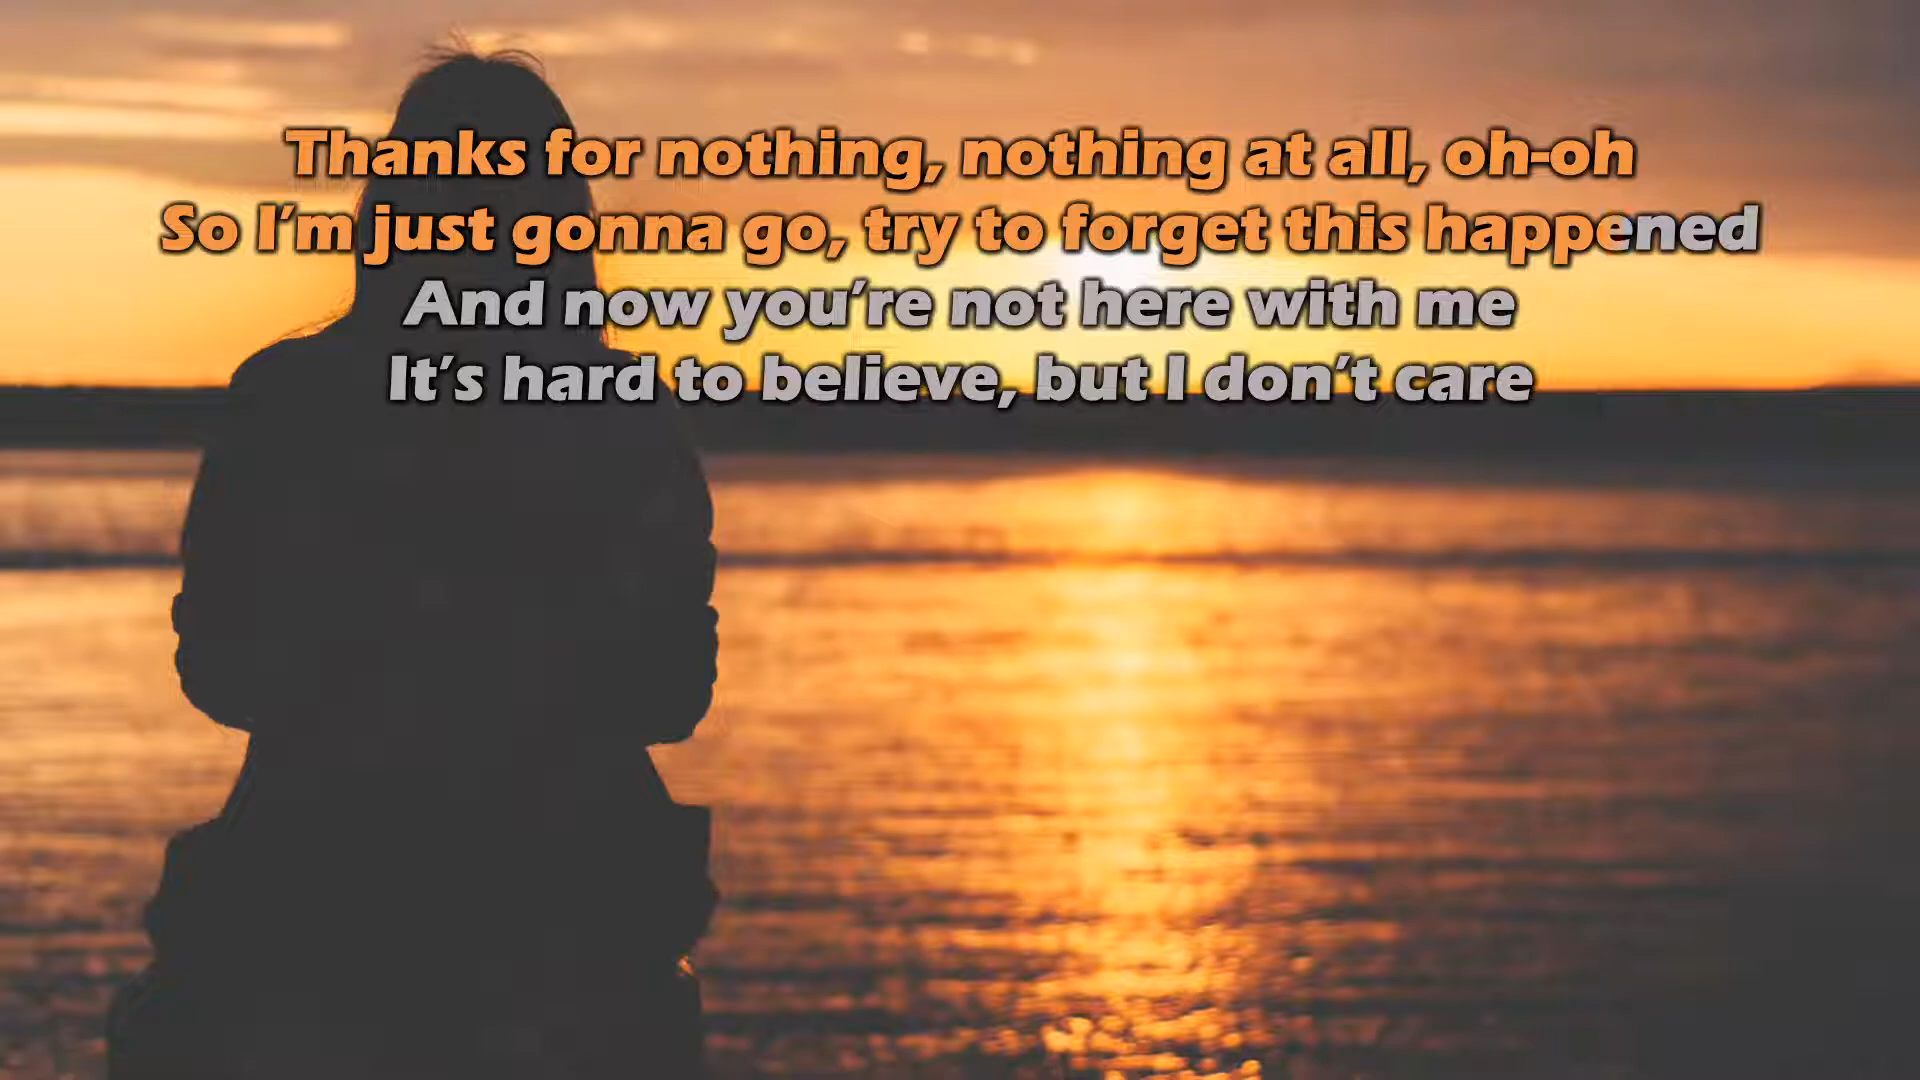 Thanks for nothing, nothing at all, oh-oh
So I’m just gonna go, try to forget this happened
And now you’re not here with me
It’s hard to believe, but I don’t care